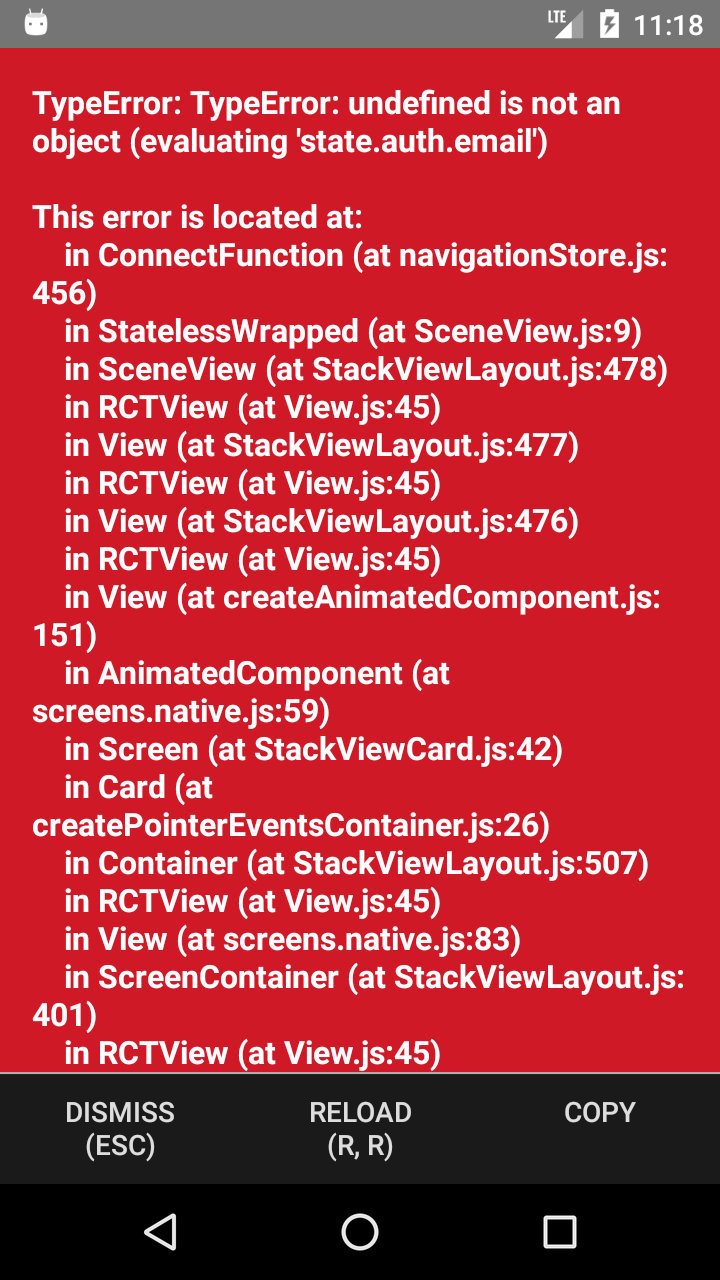 LTE 11:18
TypeError: TypeError: undefined is not an
object (evaluating 'state.auth.email')
This error is located at:
in ConnectFunction (at navigationStore.js:
456)
in StatelessWrapped (at SceneView.js:9)
in SceneView (at StackViewLayout.js:478)
in RCTView (at View.js:45)
in View (at StackViewLayout.js:477)
in RCTView (at View.js:45)
in View (at StackViewLayout.js:476)
in RCTView (at View.js:45)
in View (at createAnimatedComponent.js:
151)
in AnimatedComponent (at
screens.native.js:59)
in Screen (at StackViewCard.js:42)
in Card (at
createPointerEventsContainer.js:26)
in Container (at StackViewLayout.js:507)
in RCTView (at View.js:45)
in View (at screens.native.js:83)
in ScreenContainer (at StackViewLayout.js:
401)
in RCTView (at View.js:45)
DISMISS RELOAD COPY
(ESC) (R, R)